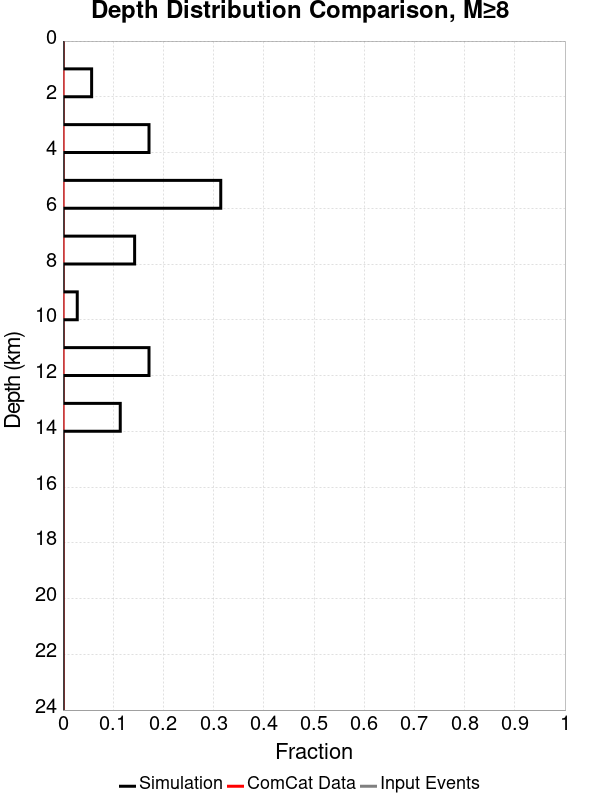 Depth Distribution Comparison, M≥8
0
2
4
6
8
10
12
14
16
18
20
22
24
Depth (km)
0 0.1 0.2 0.3 0.4 0.5 0.6 0.7 0.8 0.9 1
Fraction
Simulation ComCat Data Input Events